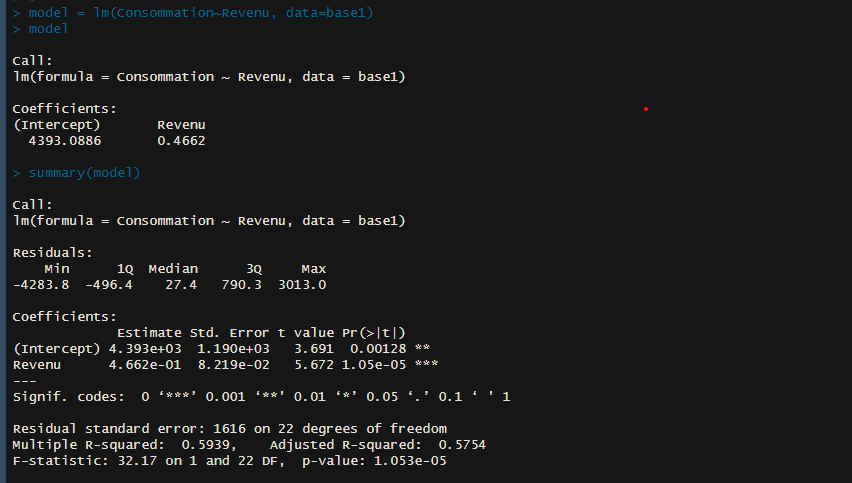 > model = lm(Consommation~Revenu, data=base1)
> model
Call:
lm(formula = Consommation ~ Revenu, data = base1)
Coefficients:
(Intercept)       Revenu
  4393.0886       0.4662
> summary(model)
Call:
lm(formula = Consommation ~ Revenu, data = base1)
Residuals:
    Min      1Q  Median      3Q     Max
-4283.8  -496.4    27.4   790.3  3013.0
Coefficients:
             Estimate Std. Error t value Pr(>|t|)
(Intercept) 4.393e+03  1.190e+03   3.691  0.00128 **
Revenu      4.662e-01  8.219e-02   5.672 1.05e-05 ***
---
Signif. codes:  0 ‘***’ 0.001 ‘**’ 0.01 ‘*’ 0.05 ‘.’ 0.1 ‘ ’ 1
Residual standard error: 1616 on 22 degrees of freedom
Multiple R-squared:  0.5939,    Adjusted R-squared:  0.5754
F-statistic: 32.17 on 1 and 22 DF,  p-value: 1.053e-05